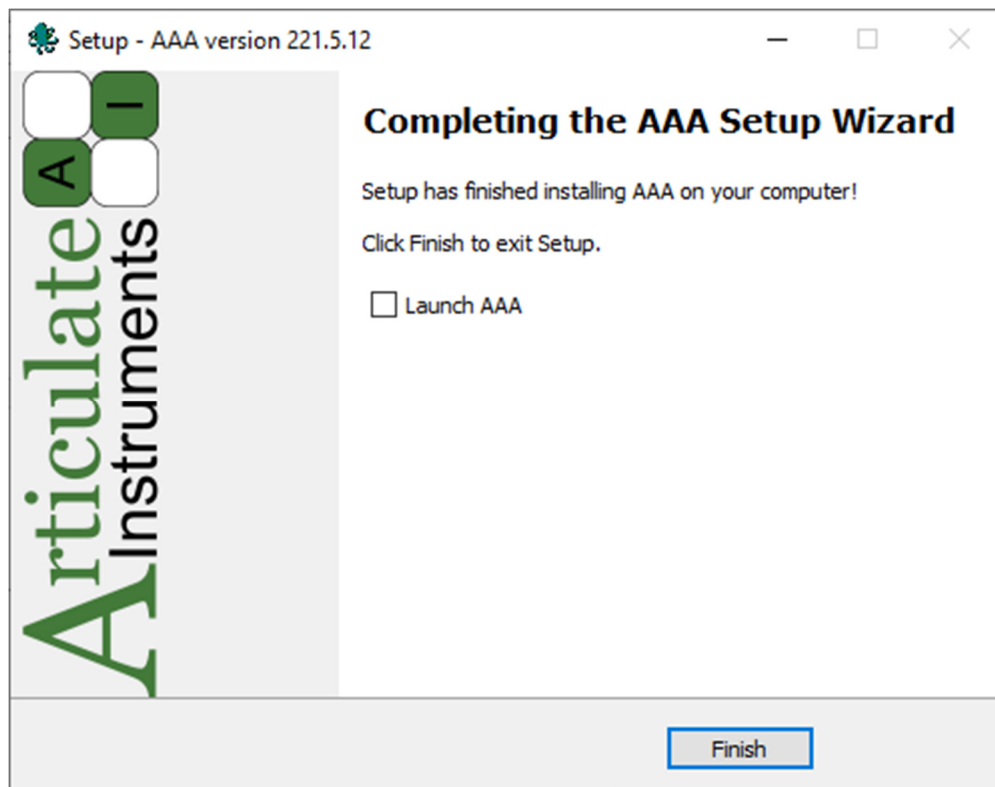 Setup - AAA version 221.5.12
A I
Articulate
Instruments
Completing the AAA Setup Wizard
Setup has finished installing AAA on your computer!
Click Finish to exit Setup.
Launch AAA
Finish